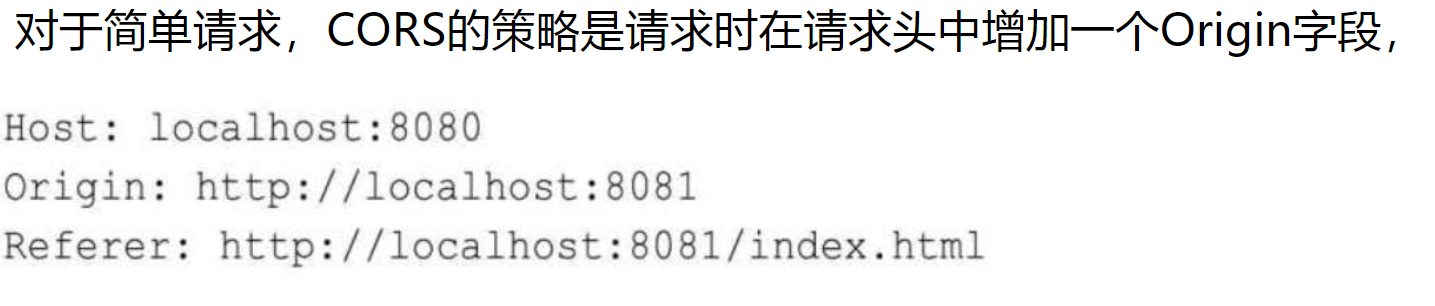 对于简单请求，CORS的策略是请求时在请求头中增加一个Origin字段，
Host: localhost:8080
Origin: http://localhost:8081
Referer: http://localhost:8081/index.html